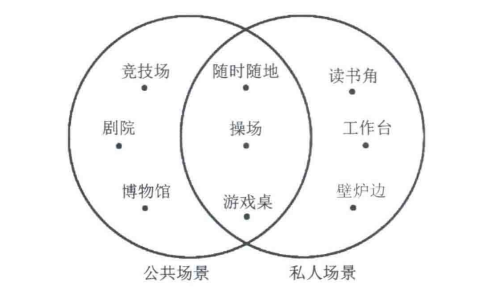 竞技场 随时随地 读书角
剧院 操场 工作台
博物馆 游戏桌 壁炉边
公共场景 私人场景